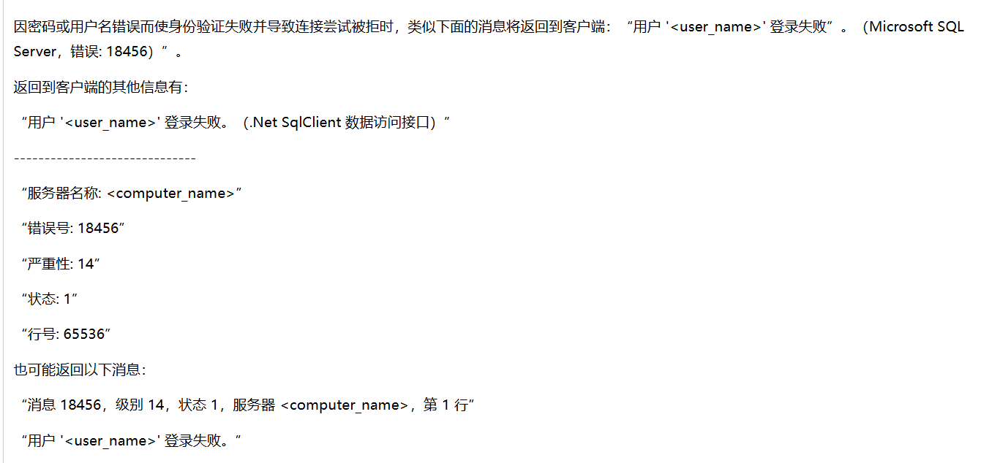 因密码或用户名错误而使身份验证失败并导致连接尝试被拒时，类似下面的消息将返回到客户端：“用户 '<user_name>' 登录失败”。（Microsoft SQL
Server，错误: 18456）”。
返回到客户端的其他信息有：
“用户 '<user_name>' 登录失败。（.Net SqlClient 数据访问接口）”
------------------------------
“服务器名称: <computer_name>”
“错误号: 18456”
“严重性: 14”
“状态: 1”
“行号: 65536”
也可能返回以下消息：
“消息 18456，级别 14，状态 1，服务器 <computer_name>，第 1 行”
“用户 '<user_name>' 登录失败。”